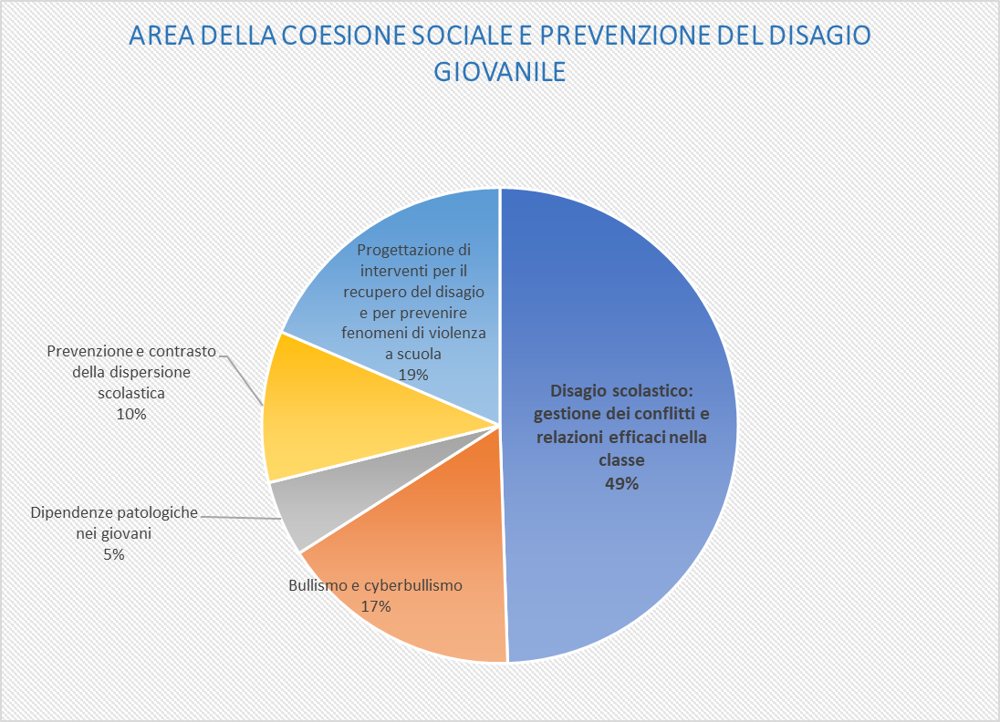 AREA DELLA COESIONE SOCIALE E PREVENZIONE DEL DISAGIO
GIOVANILE
Progettazione di
interventi per il
recupero del disagio
e per prevenire
fenomeni di violenza
a scuola
19%
Prevenzione e contrasto
della dispersione
scolastica
10%
Disagio scolastico:
gestione dei conflitti e
relazioni efficaci nella
classe
49%
Dipendenze patologiche
nei giovani
5%
Bullismo e cyberbullismo
17%